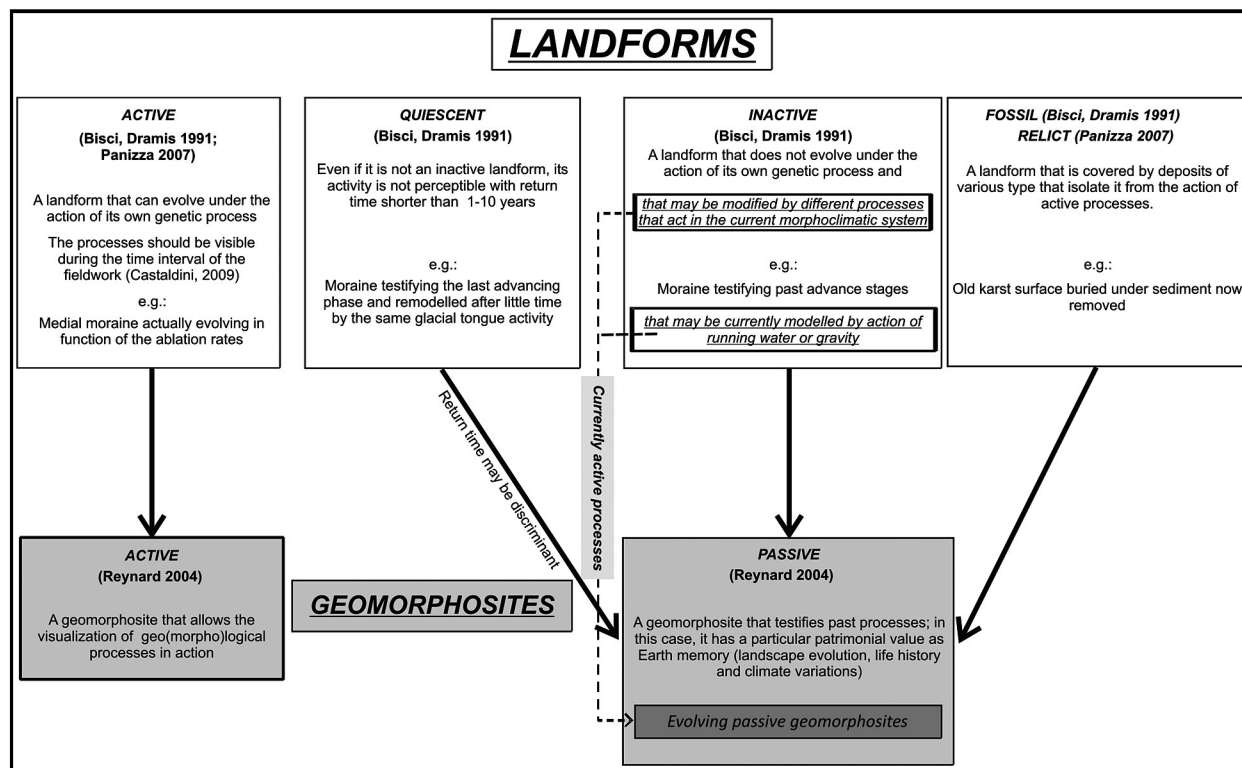 LANDFORMS
ACTIVE
(Bisci, Dramis 1991;
Panizza 2007)
A landform that can evolve under the
action of its own genetic process
The processes should be visible
during the time interval of the
fieldwork (Castaldini, 2009)
e.g.:
Medial moraine actually evolving in
function of the ablation rates
QUIESCENT
(Bisci, Dramis 1991)
Even if it is not an inactive landform, its
activity is not perceptible with return
time shorter than 1-10 years
e.g.:
Moraine testifying the last advancing
phase and remodelled after little time
by the same glacial tongue activity
INACTIVE
(Bisci, Dramis 1991)
A landform that does not evolve under the
action of its own genetic process and
that may be modified by different processes
that act in the current morphoclimatic system
e.g.:
Moraine testifying past advance stages
that may be currently modelled by action of
running water or gravity
FOSSIL (Bisci, Dramis 1991)
RELICT (Panizza 2007)
A landform that is covered by deposits of
various type that isolate it from the action of
active processes.
e.g.:
Old karst surface buried under sediment now
removed
Return time may be discriminant
Currently active processes
ACTIVE
(Reynard 2004)
A geomorphosite that allows the
visualization of geo(morpho)logical
processes in action
GEOMORPHOSITES
PASSIVE
(Reynard 2004)
A geomorphosite that testifies past processes; in
this case, it has a particular patrimonial value as
Earth memory (landscape evolution, life history
and climate variations)
Evolving passive geomorphosites